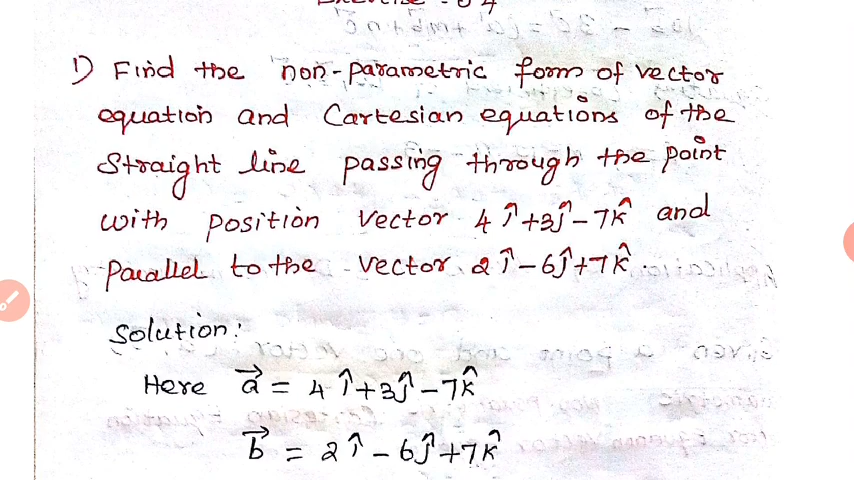 1) Find the non-parametric form of vector
equation and Cartesian equations of the
Straight line passing through the point
with position vector 4î+3ĵ-7k̂ and
Parallel to the vector 2î-6ĵ+7k̂.
Solution:
Here a⃗ = 4î+3ĵ-7k̂
b⃗ = 2î-6ĵ+7k̂